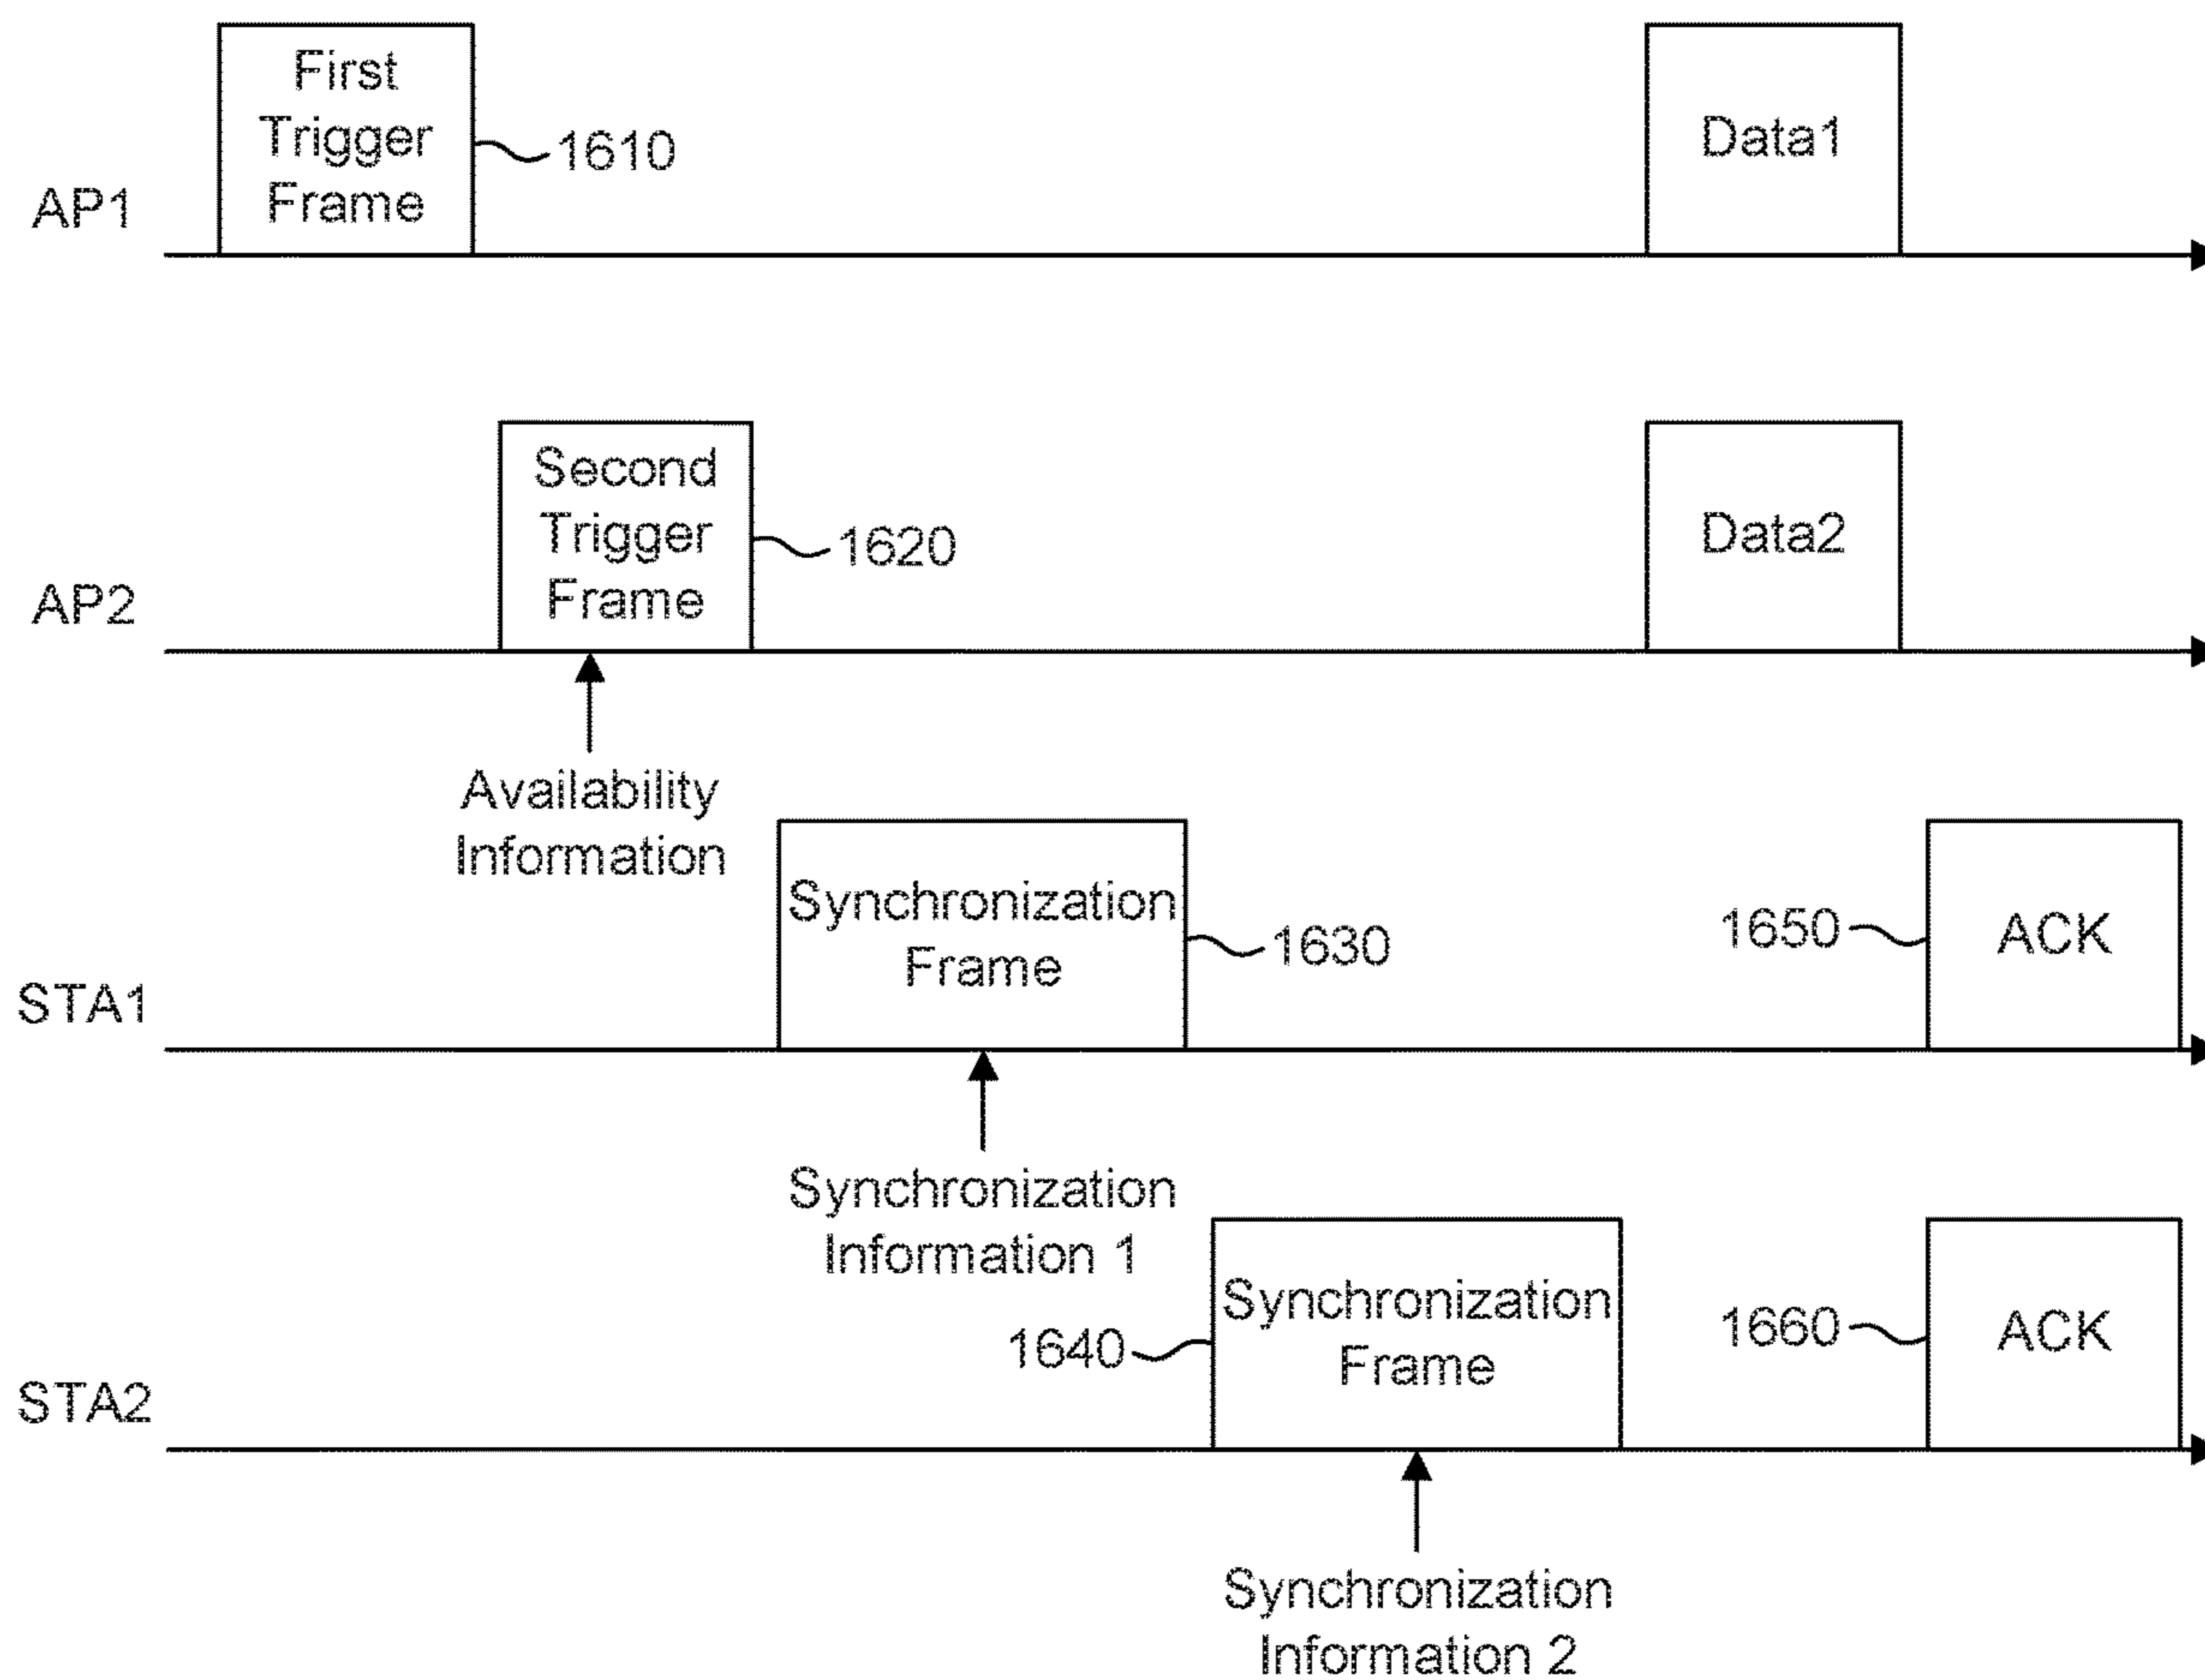 First
Trigger
Frame
1610
Data1
AP1
Second
Trigger
Frame
1620
Data2
AP2
Availability
Information
Synchronization
Frame
1630
1650
ACK
STA1
Synchronization
Information 1
1640
Synchronization
Frame
1660
ACK
STA2
Synchronization
Information 2